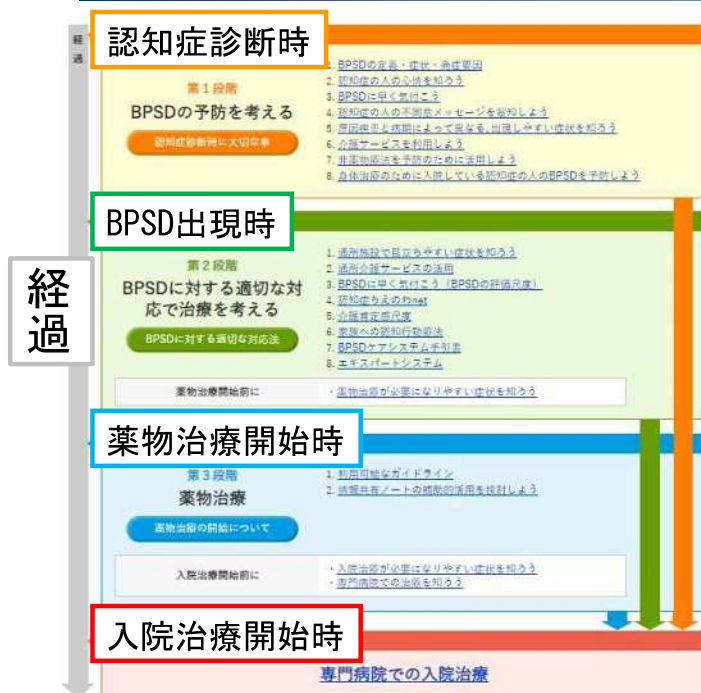 経過
認知症診断時
第1段階
BPSDの予防を考える
認知症診断時に大切な事
1. BPSDの定義・症状・発症要因
2. 認知症の人の心情を知ろう
3. BPSDに早く気付こう
4. 認知症の人の不同意メッセージを察知しよう
5. 原因疾患と病期によって異なる、出現しやすい症状を知ろう
6. 介護サービスを利用しよう
7. 非薬物療法を予防のために活用しよう
8. 身体治療のために入院している認知症の人のBPSDを予防しよう
BPSD出現時
経過
第2段階
BPSDに対する適切な対
応で治療を考える
BPSDに対する適切な対応法
1. 通所施設で目立ちやすい症状を知ろう
2. 通所介護サービスの活用
3. BPSDに早く気付こう（BPSDの評価尺度）
4. 認知症ちえのわnet
5. 介護肯定感尺度
6. 家族への認知行動療法
7. BPSDケアシステム手引書
8. エキスパートシステム
薬物治療開始前に
・薬物治療が必要になりやすい症状を知ろう
薬物治療開始時
第3段階
薬物治療
薬物治療の開始について
1. 利用可能なガイドライン
2. 情報共有ノートの補助的活用を検討しよう
入院治療開始前に
・入院治療が必要になりやすい症状を知ろう
・専門病院での治療を知ろう
入院治療開始時
専門病院での入院治療